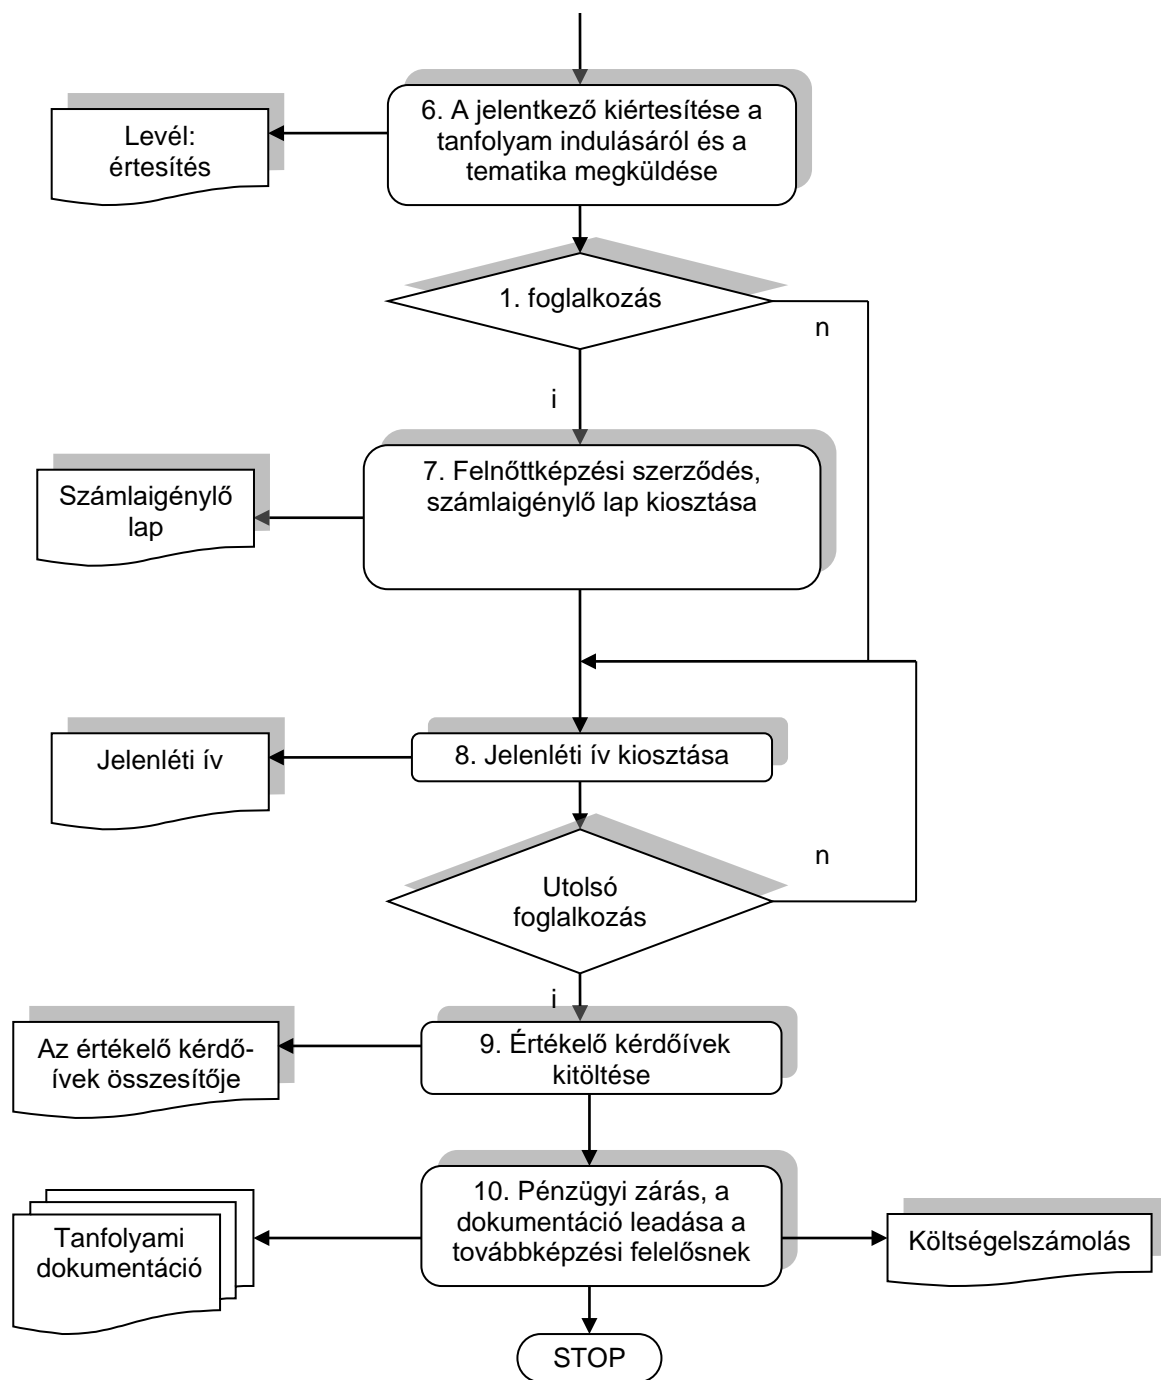 6. A jelentkező kiértesítése a
tanfolyam indulásáról és a
tematika megküldése
Levél:
értesítés
1. foglalkozás
n
i
7. Felnőttképzési szerződés,
számlaigénylő lap kiosztása
Számlaigénylő
lap
8. Jelenléti ív kiosztása
Jelenléti ív
n
Utolsó
foglalkozás
i
9. Értékelő kérdőívek
kitöltése
Az értékelő kérdő-
ívek összesítője
10. Pénzügyi zárás, a
dokumentáció leadása a
továbbképzési felelősnek
Tanfolyami
dokumentáció
Költségelszámolás
STOP